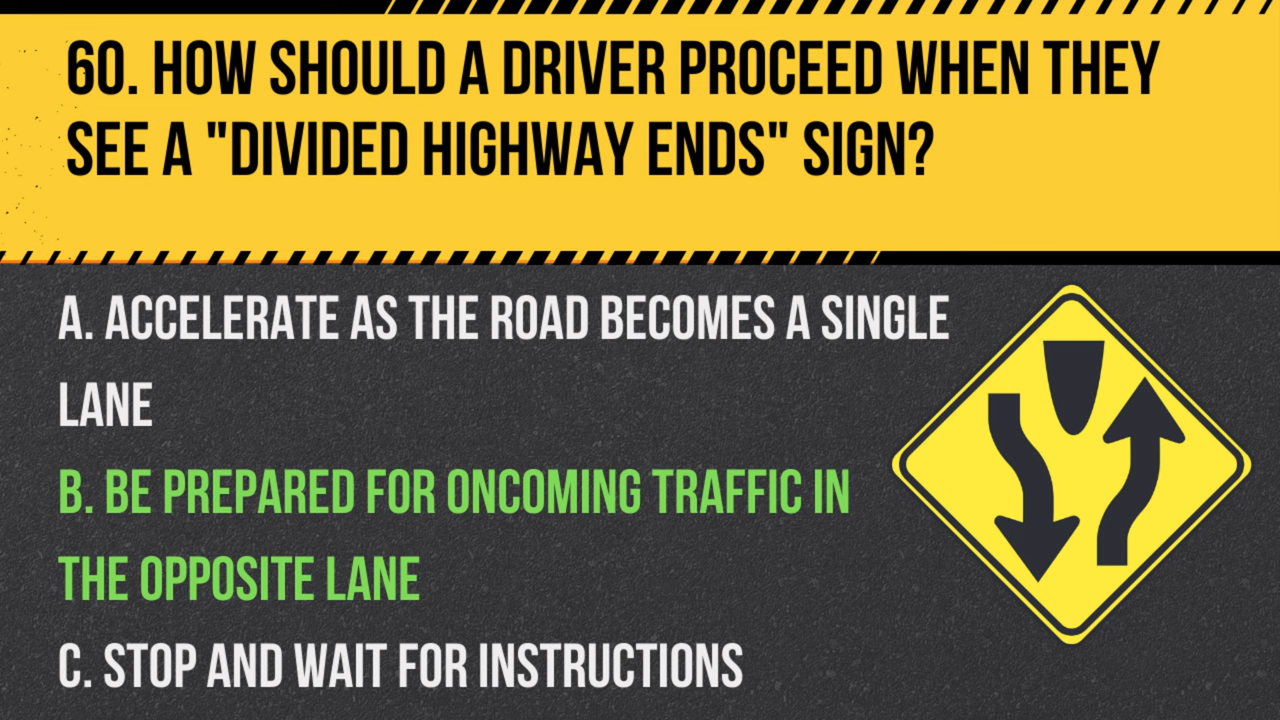 60. HOW SHOULD A DRIVER PROCEED WHEN THEY
SEE A "DIVIDED HIGHWAY ENDS" SIGN?
A. ACCELERATE AS THE ROAD BECOMES A SINGLE
LANE
B. BE PREPARED FOR ONCOMING TRAFFIC IN
THE OPPOSITE LANE
C. STOP AND WAIT FOR INSTRUCTIONS